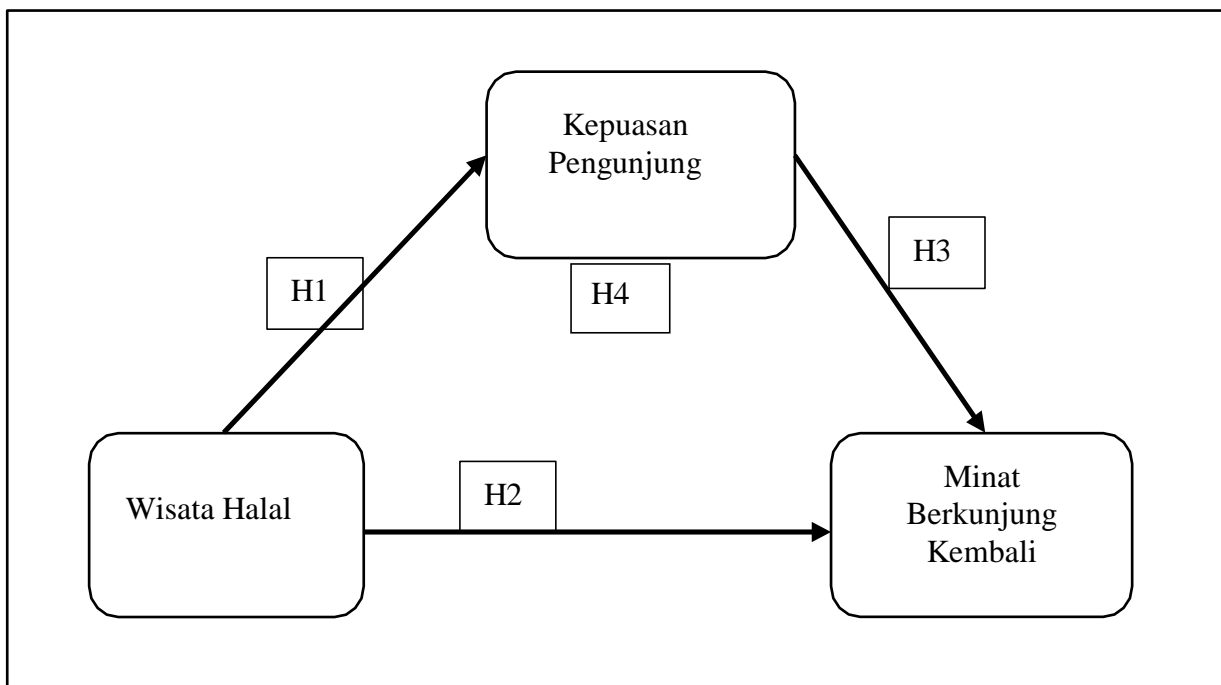 Kepuasan
Pengunjung
H3
H1
H4
H2
Wisata Halal
Minat
Berkunjung
Kembali